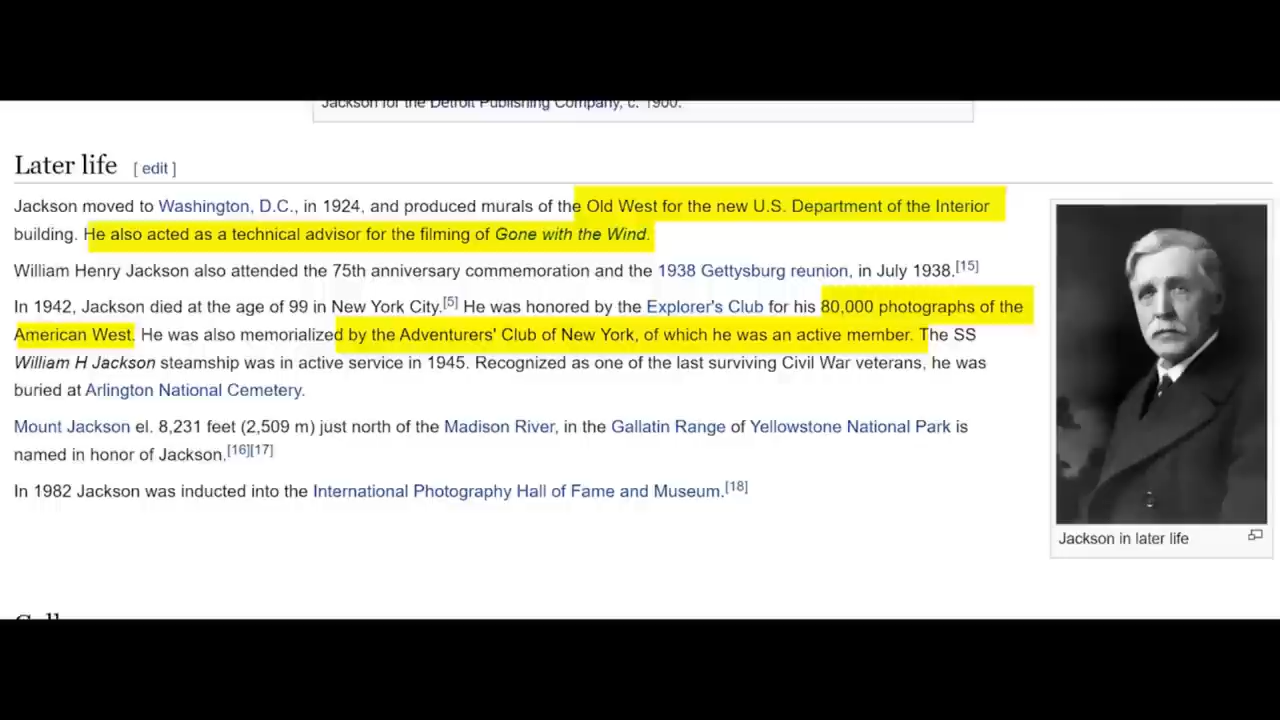 Jackson for the Detroit Publishing Company, c. 1900.
Later life [ edit ]
Jackson moved to Washington, D.C., in 1924, and produced murals of the Old West for the new U.S. Department of the Interior
building. He also acted as a technical advisor for the filming of Gone with the Wind.
William Henry Jackson also attended the 75th anniversary commemoration and the 1938 Gettysburg reunion, in July 1938.[15]
In 1942, Jackson died at the age of 99 in New York City.[5] He was honored by the Explorer's Club for his 80,000 photographs of the
American West. He was also memorialized by the Adventurers' Club of New York, of which he was an active member. The SS
William H Jackson steamship was in active service in 1945. Recognized as one of the last surviving Civil War veterans, he was
buried at Arlington National Cemetery.
Mount Jackson el. 8,231 feet (2,509 m) just north of the Madison River, in the Gallatin Range of Yellowstone National Park is
named in honor of Jackson.[16][17]
In 1982 Jackson was inducted into the International Photography Hall of Fame and Museum.[18]
Jackson in later life